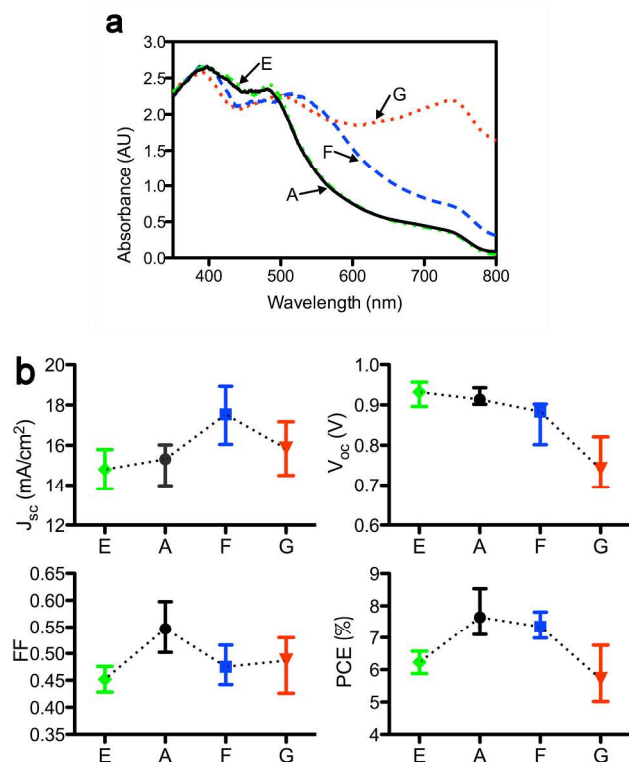 a
3.0
2.5
2.0
1.5
1.0
0.5
0.0
Absorbance (AU)
E
G
F
A
400 500 600 700 800
Wavelength (nm)
b
20
18
16
14
12
Jsc (mA/cm²)
E A F G
1.0
0.9
0.8
0.7
0.6
Voc (V)
E A F G
0.65
0.60
0.55
0.50
0.45
0.40
0.35
FF
E A F G
9
8
7
6
5
4
PCE (%)
E A F G